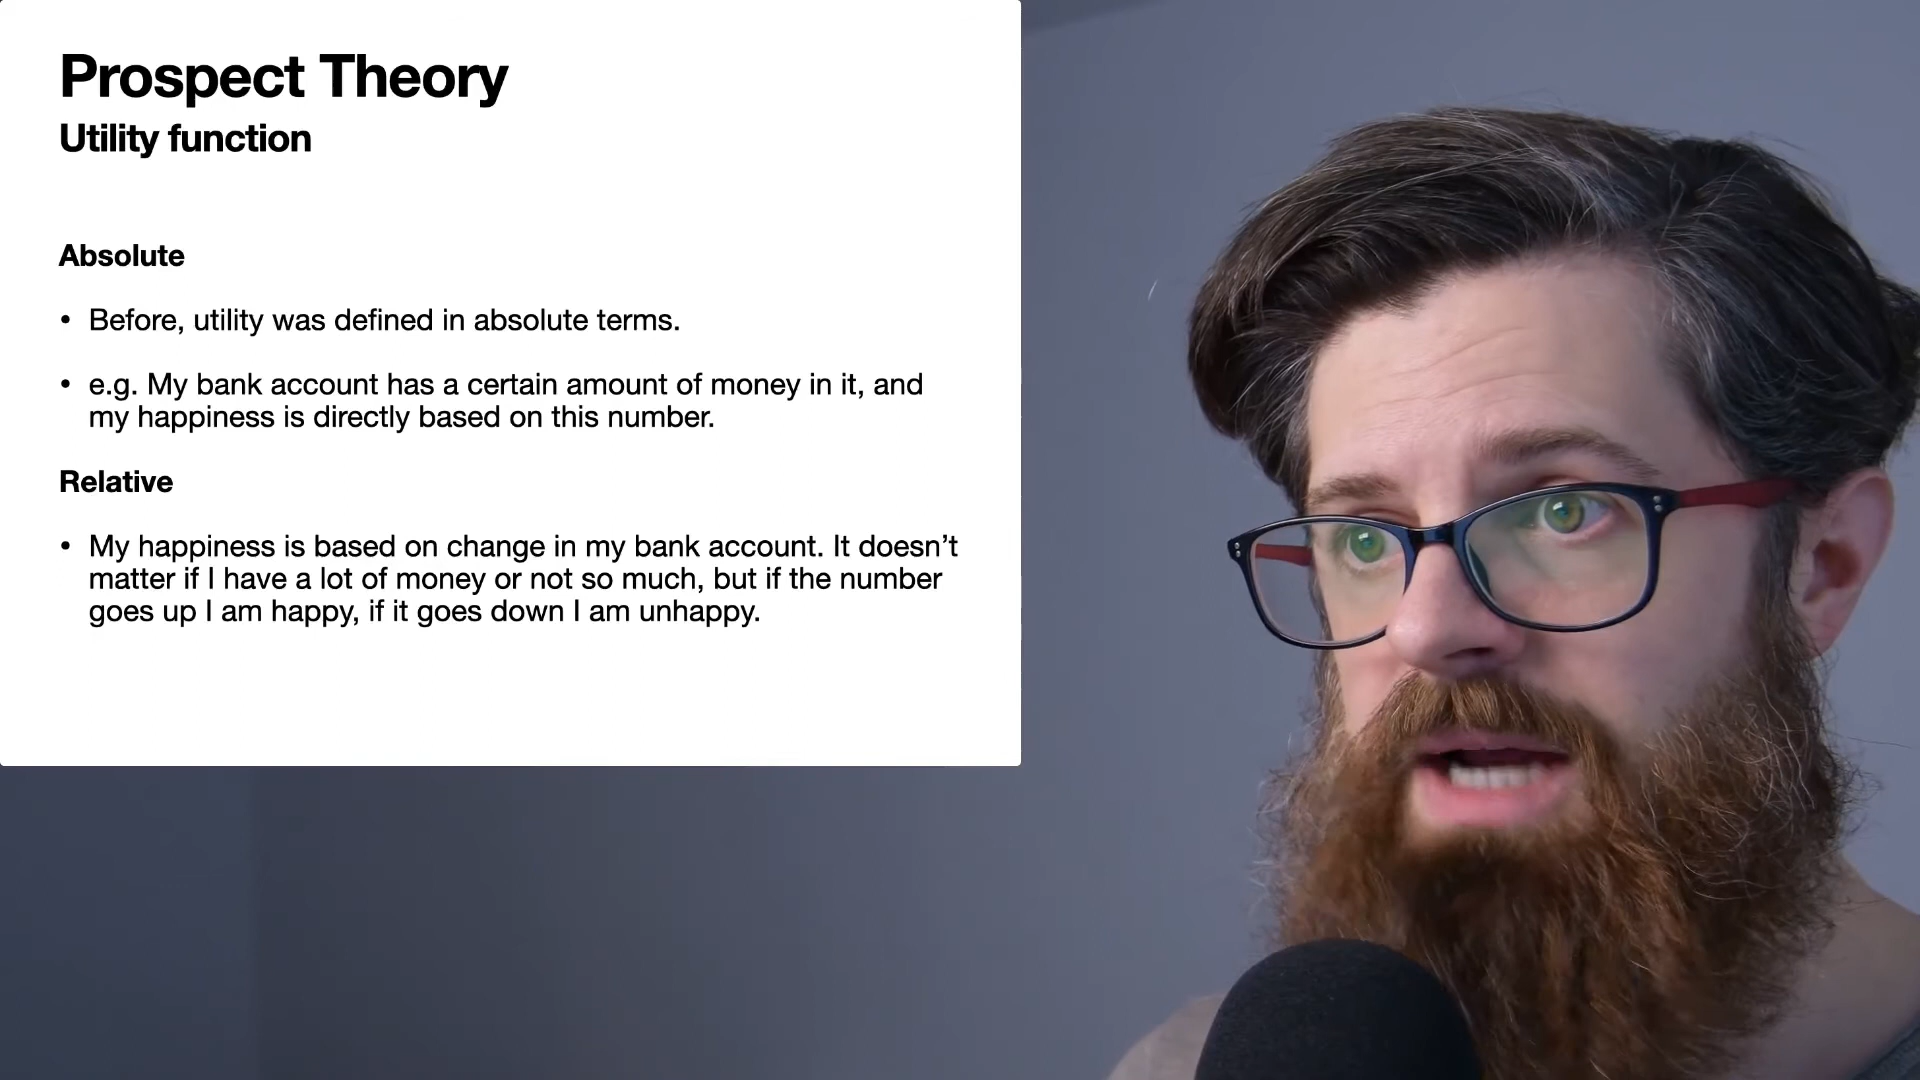 Prospect Theory
Utility function
Absolute
• Before, utility was defined in absolute terms.
• e.g. My bank account has a certain amount of money in it, and
my happiness is directly based on this number.
Relative
• My happiness is based on change in my bank account. It doesn’t
matter if I have a lot of money or not so much, but if the number
goes up I am happy, if it goes down I am unhappy.